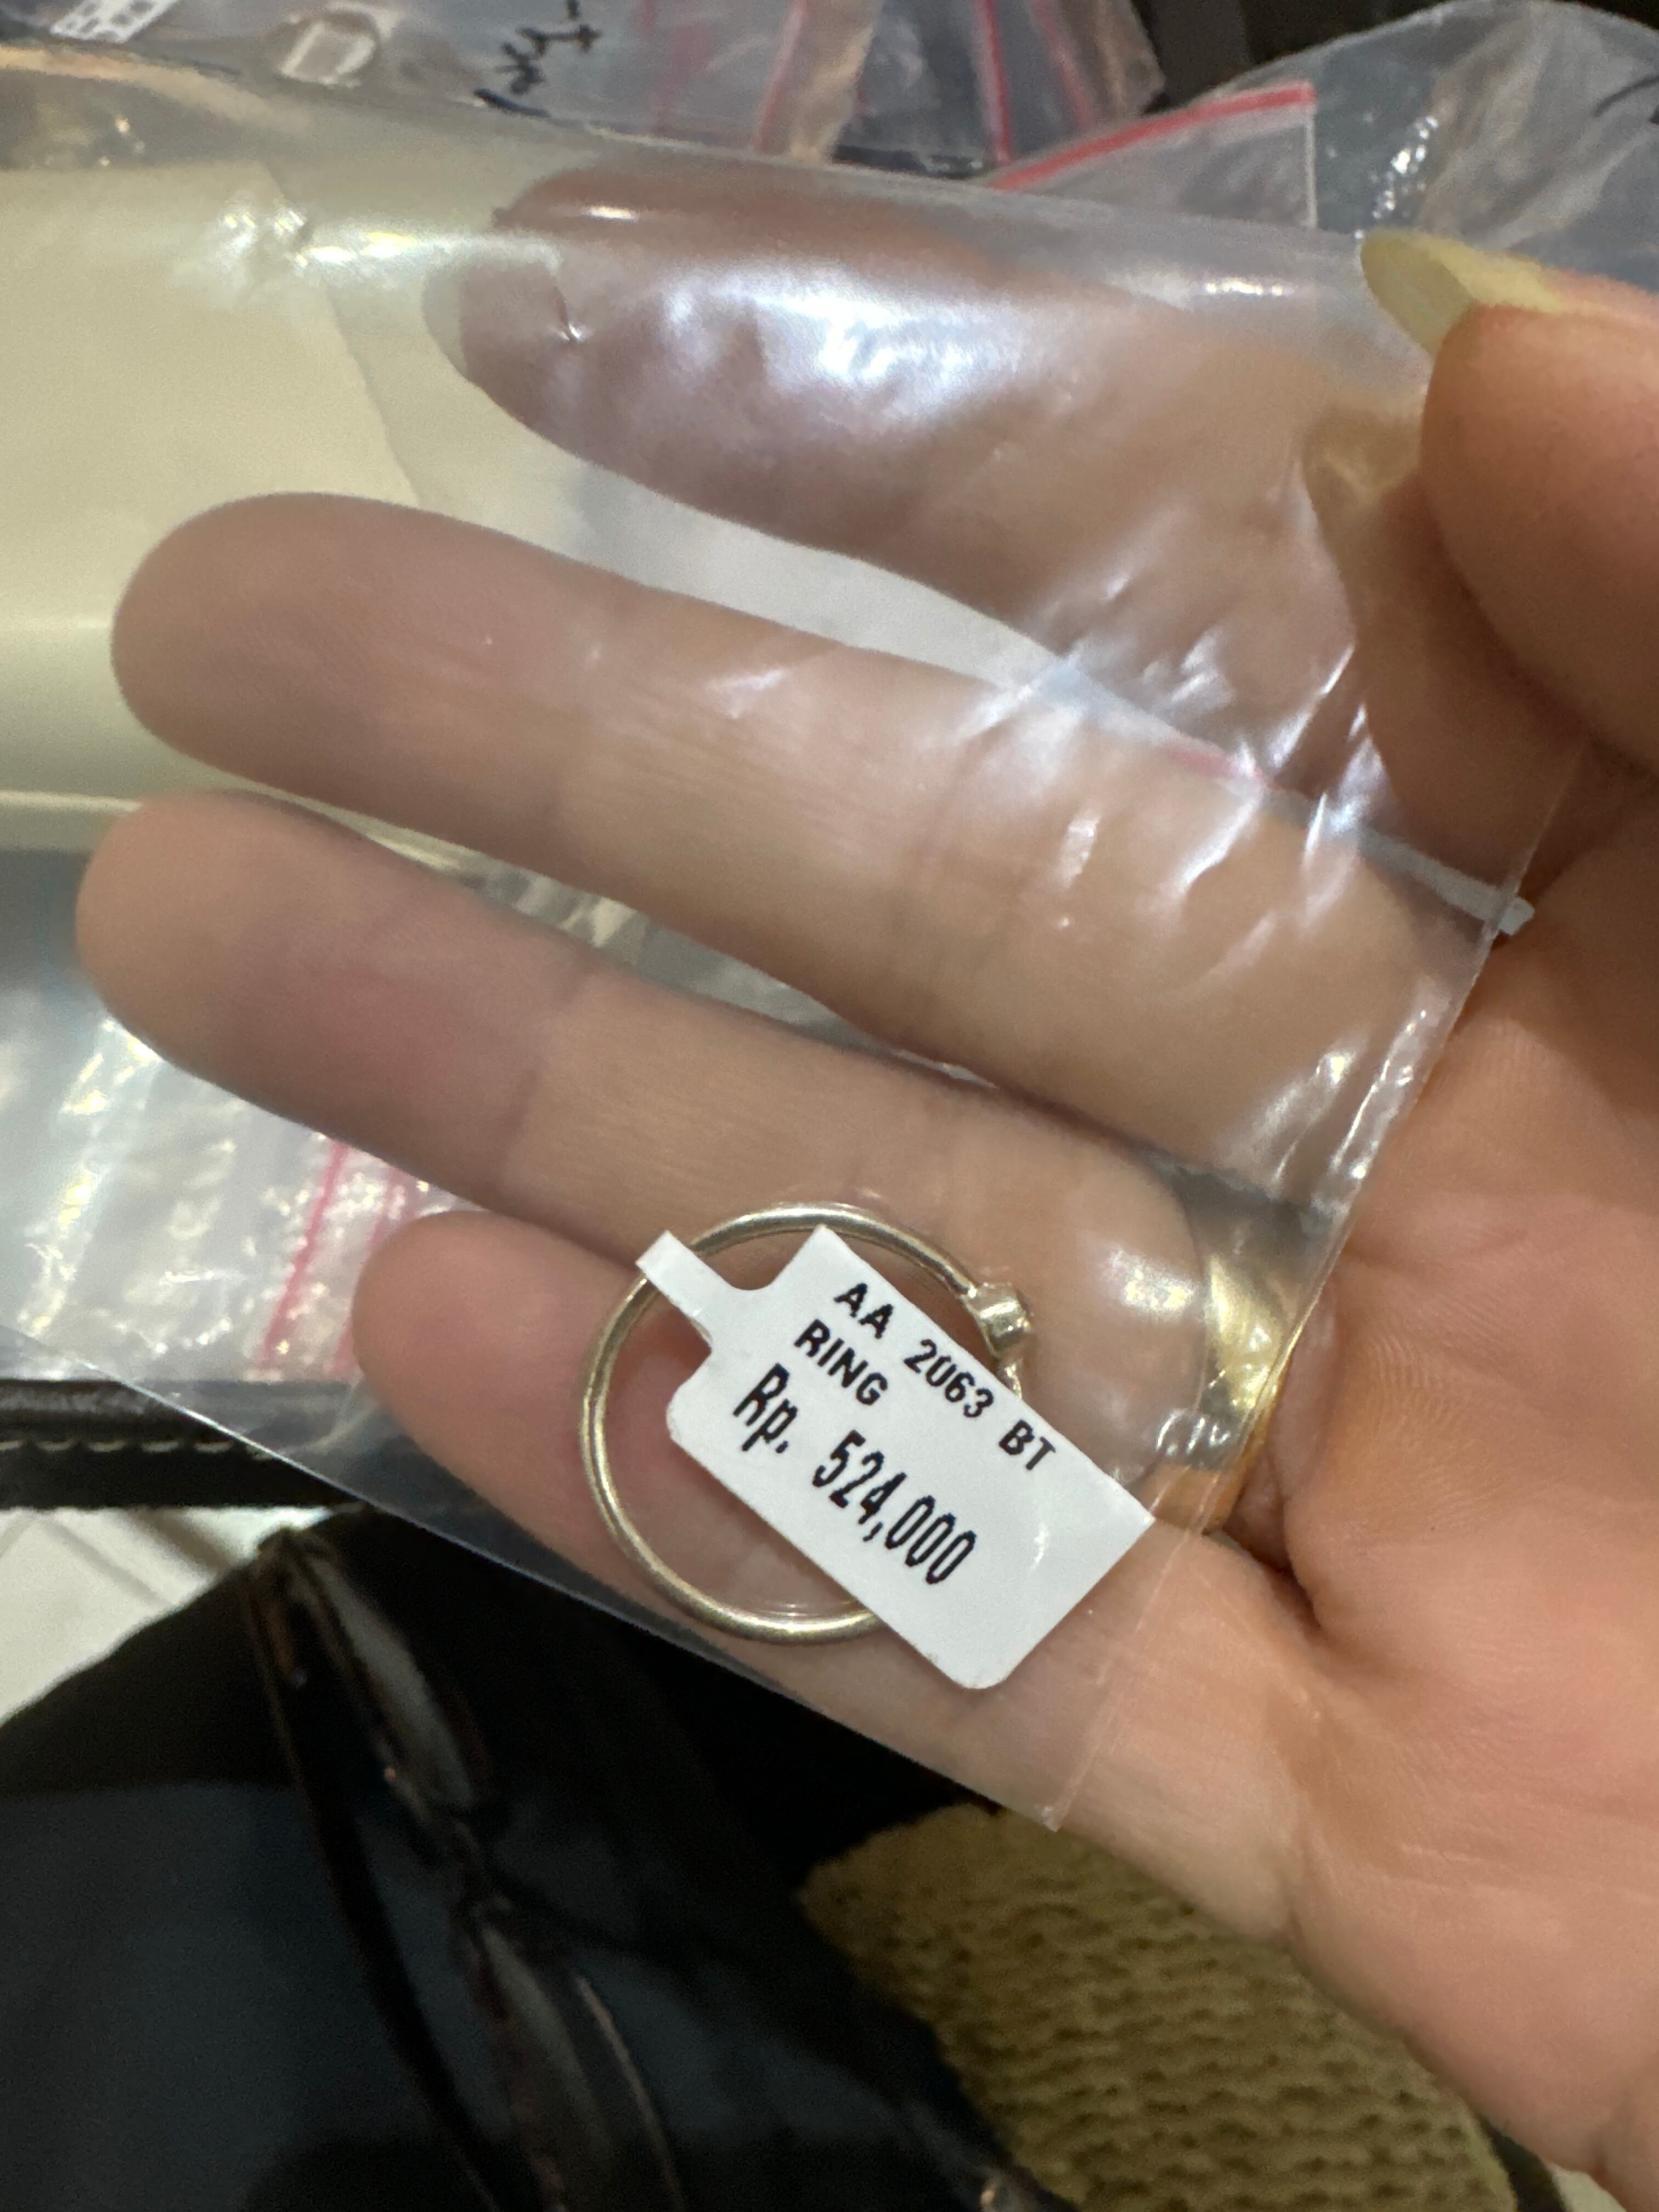 AA 2063 BT
RING
Rp. 524,000